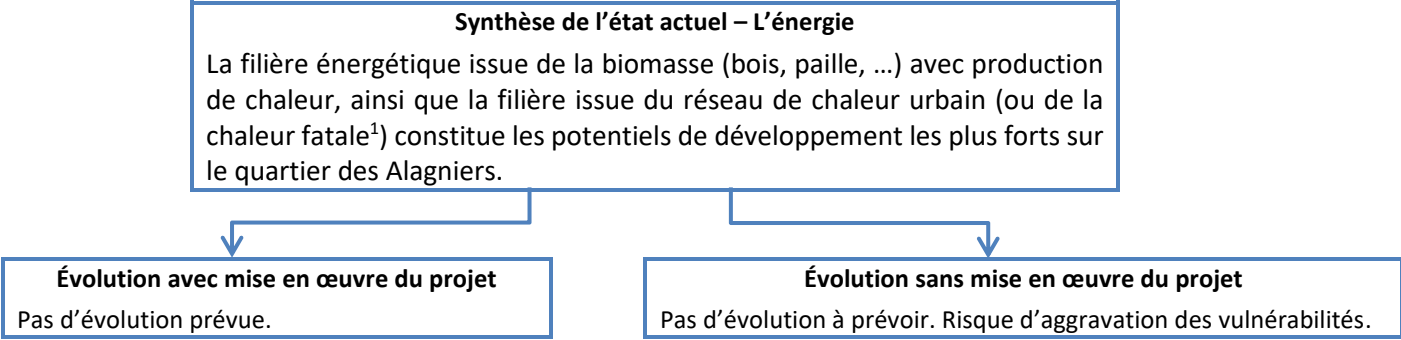 Synthèse de l’état actuel – L’énergie
La filière énergétique issue de la biomasse (bois, paille, …) avec production
de chaleur, ainsi que la filière issue du réseau de chaleur urbain (ou de la
chaleur fatale¹) constitue les potentiels de développement les plus forts sur
le quartier des Alagniers.
Évolution avec mise en œuvre du projet
Pas d’évolution prévue.
Évolution sans mise en œuvre du projet
Pas d’évolution à prévoir. Risque d’aggravation des vulnérabilités.